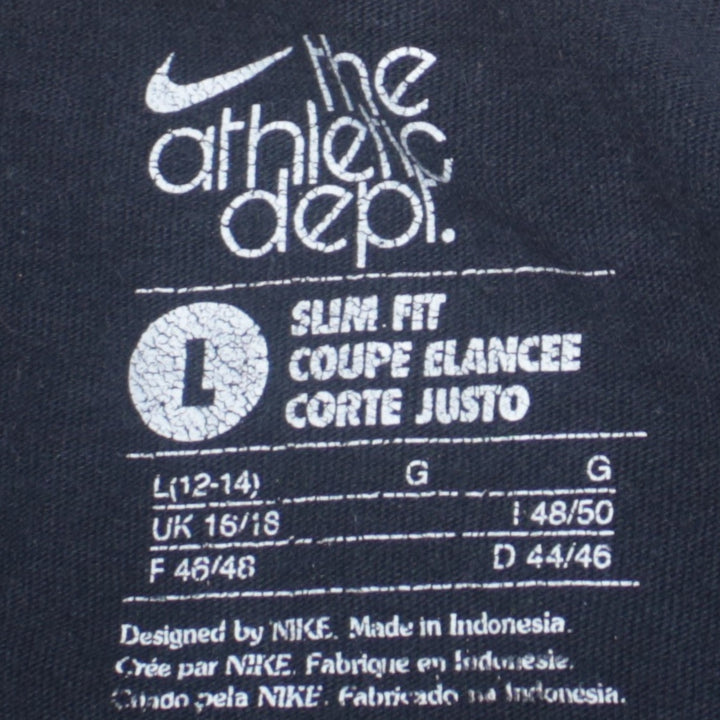 the
athletic
dept.
L
SLIM FIT
COUPE ELANCEE
CORTE JUSTO
L(12-14) G G
UK 16/18 I 48/50
F 46/48 D 44/46
Designed by NIKE. Made in Indonesia.
Crée par NIKE. Fabrique en Indonesie.
Criado pela NIKE. Fabricado na Indonesia.